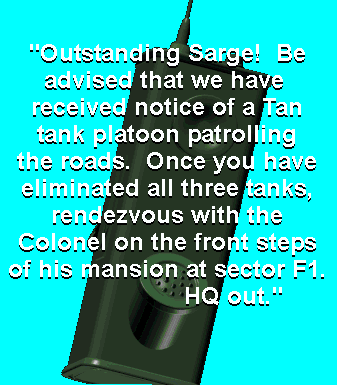 "Outstanding Sarge!  Be
advised that we have
received notice of a Tan
tank platoon patrolling
the roads.  Once you have
eliminated all three tanks,
rendezvous with the
Colonel on the front steps
of his mansion at sector F1.
HQ out."